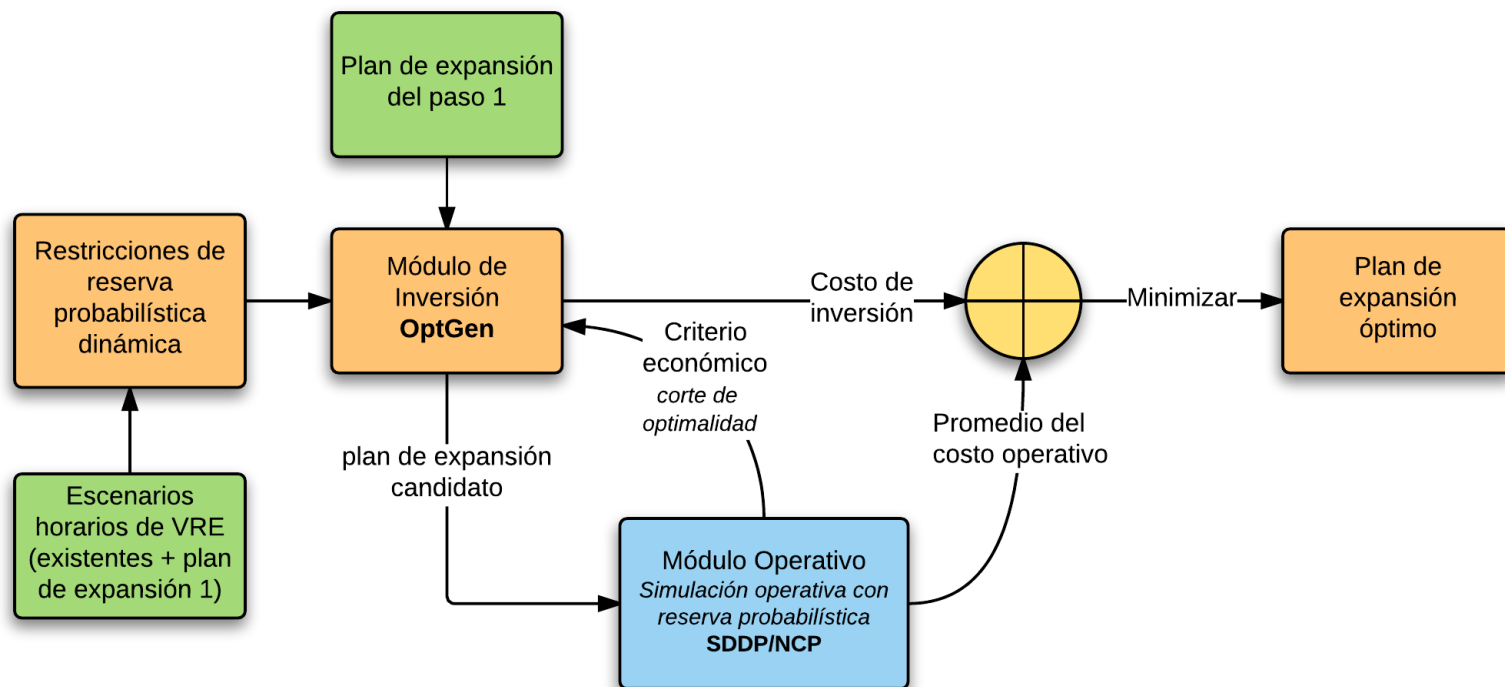 Plan de expansión
del paso 1
Restricciones de
reserva
probabilística
dinámica
Módulo de
Inversión
OptGen
Costo de
inversión
Minimizar
Plan de
expansión
óptimo
Criterio
económico
corte de
optimalidad
Promedio del
costo operativo
plan de expansión
candidato
Escenarios
horarios de VRE
(existentes + plan
de expansión 1)
Módulo Operativo
Simulación operativa con
reserva probabilística
SDDP/NCP